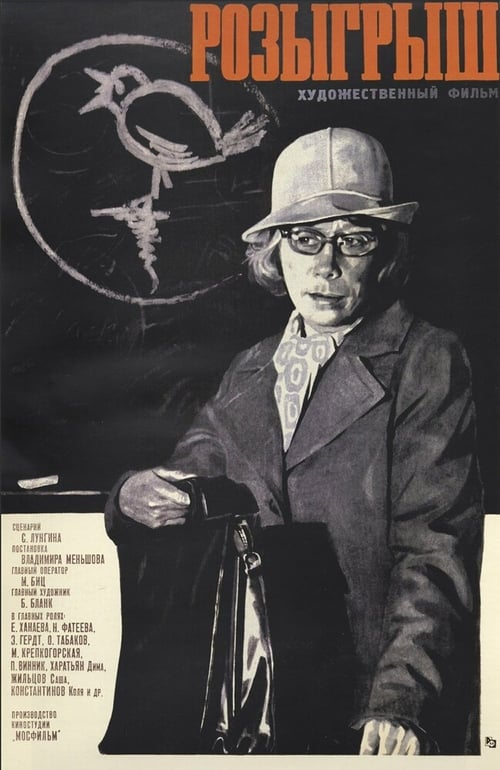 РОЗЫГРЫШ
ХУДОЖЕСТВЕННЫЙ ФИЛЬМ
СЦЕНАРИЙ
С. ЛУНГИНА
ПОСТАНОВКА
ВЛАДИМИРА МЕНЬШОВА
ГЛАВНЫЙ ОПЕРАТОР
М. БИЦ
ГЛАВНЫЙ ХУДОЖНИК
Б. БЛАНК
В ГЛАВНЫХ РОЛЯХ:
Е. ХАНАЕВА, Н. ФАТЕЕВА,
З. ГЕРДТ, О. ТАБАКОВ,
М. КРЕПКОГОРСКАЯ,
П. ВИННИК, ХАРАТЬЯН ДИМА,
ЖИЛЬЦОВ САША,
КОНСТАНТИНОВ КОЛЯ И ДР.
ПРОИЗВОДСТВО
КИНОСТУДИИ
„МОСФИЛЬМ"